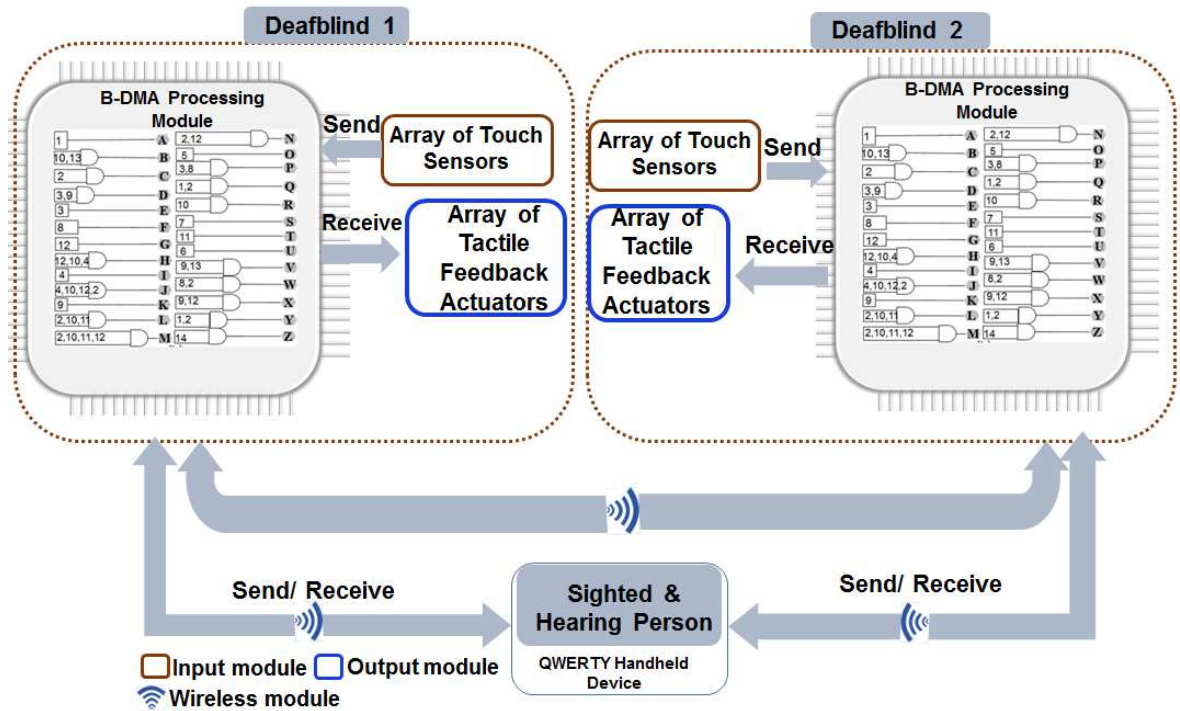 Deafblind 1
B-DMA Processing
Module
1 A
10,13 B
2 C
3,9 D
3 E
8 F
12 G
12,10,4 H
4 I
4,10,12,2 J
9 K
2,10,11 L
2,10,11,12 M
2,12 N
5 O
3,8 P
1,2 Q
10 R
7 S
11 T
6 U
9,13 V
8,2 W
9,12 X
1,2 Y
14 Z
Send
Array of Touch
Sensors
Receive
Array of
Tactile
Feedback
Actuators
Deafblind 2
Array of Touch
Sensors
Send
Array of
Tactile
Feedback
Actuators
Receive
B-DMA Processing
Module
1 A
10,13 B
2 C
3,9 D
3 E
8 F
12 G
12,10,4 H
4 I
4,10,12,2 J
9 K
2,10,11 L
2,10,11,12 M
2,12 N
5 O
3,8 P
1,2 Q
10 R
7 S
11 T
6 U
9,13 V
8,2 W
9,12 X
1,2 Y
14 Z
Send/ Receive
Sighted &
Hearing Person
QWERTY Handheld
Device
Send/ Receive
Input module
Output module
Wireless module